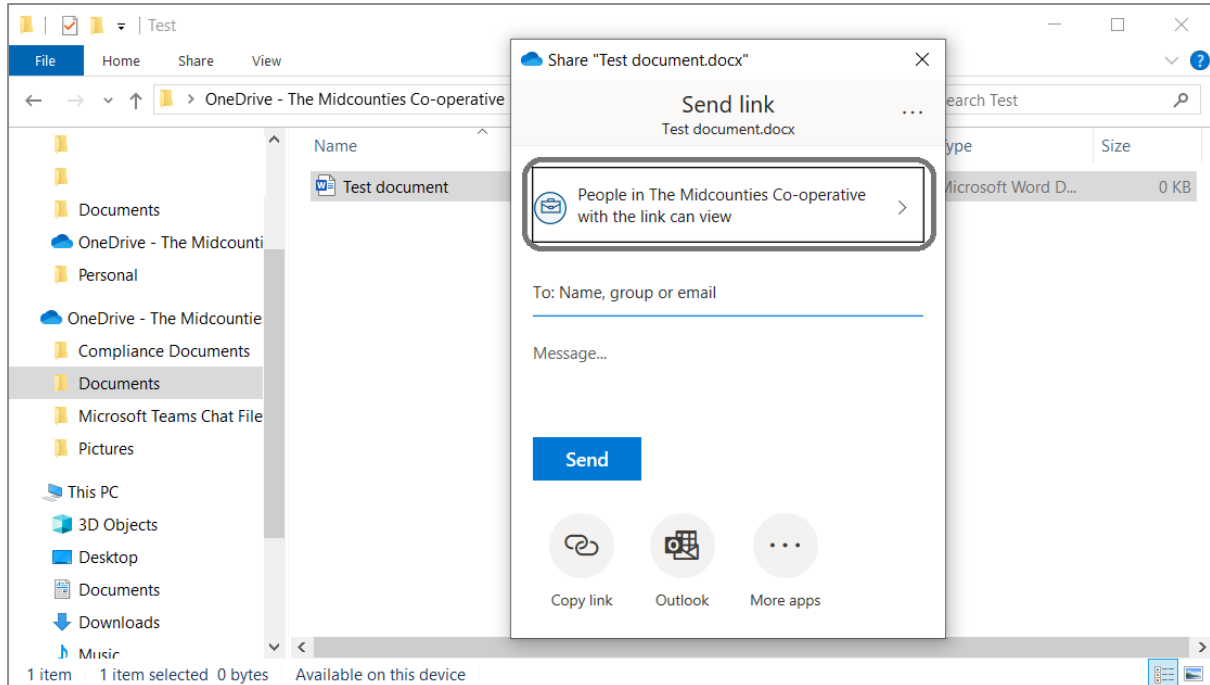 Test
File Home Share View
OneDrive - The Midcounties Co-operative
earch Test
Name
ype
Size
Test document
Microsoft Word D...
0 KB
Documents
OneDrive - The Midcounti
Personal
OneDrive - The Midcountie
Compliance Documents
Documents
Microsoft Teams Chat File
Pictures
This PC
3D Objects
Desktop
Documents
Downloads
Music
1 item 1 item selected 0 bytes Available on this device
Share "Test document.docx"
Send link
Test document.docx
People in The Midcounties Co-operative
with the link can view
To: Name, group or email
Message...
Send
Copy link Outlook More apps